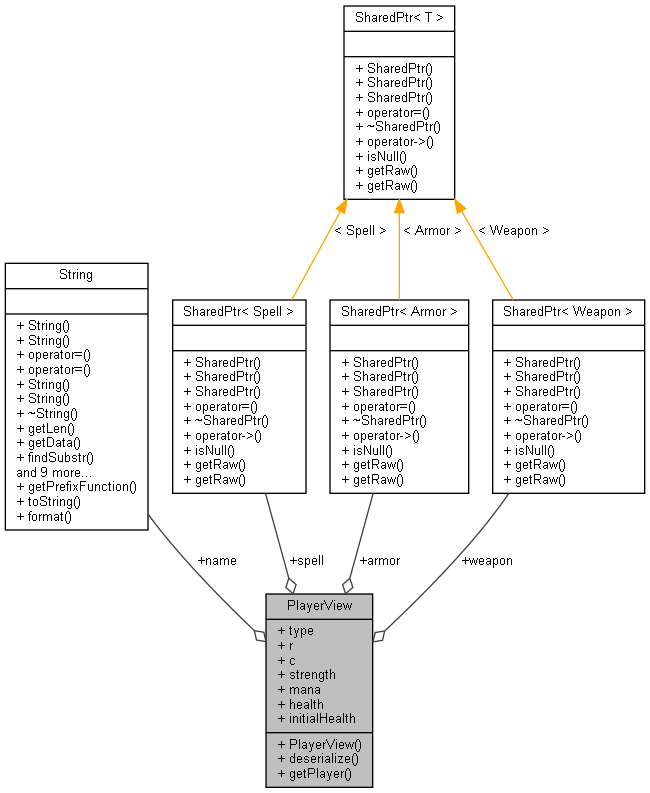 SharedPtr< T >
+ SharedPtr()
+ SharedPtr()
+ SharedPtr()
+ operator=()
+ ~SharedPtr()
+ operator->()
+ isNull()
+ getRaw()
+ getRaw()
< Spell >
< Armor >
< Weapon >
String
+ String()
+ String()
+ operator=()
+ operator=()
+ String()
+ String()
+ ~String()
+ getLen()
+ getData()
+ findSubstr()
and 9 more...
+ getPrefixFunction()
+ toString()
+ format()
SharedPtr< Spell >
+ SharedPtr()
+ SharedPtr()
+ SharedPtr()
+ operator=()
+ ~SharedPtr()
+ operator->()
+ isNull()
+ getRaw()
+ getRaw()
SharedPtr< Armor >
+ SharedPtr()
+ SharedPtr()
+ SharedPtr()
+ operator=()
+ ~SharedPtr()
+ operator->()
+ isNull()
+ getRaw()
+ getRaw()
SharedPtr< Weapon >
+ SharedPtr()
+ SharedPtr()
+ SharedPtr()
+ operator=()
+ ~SharedPtr()
+ operator->()
+ isNull()
+ getRaw()
+ getRaw()
+name
+spell
+armor
+weapon
PlayerView
+ type
+ r
+ c
+ strength
+ mana
+ health
+ initialHealth
+ PlayerView()
+ deserialize()
+ getPlayer()